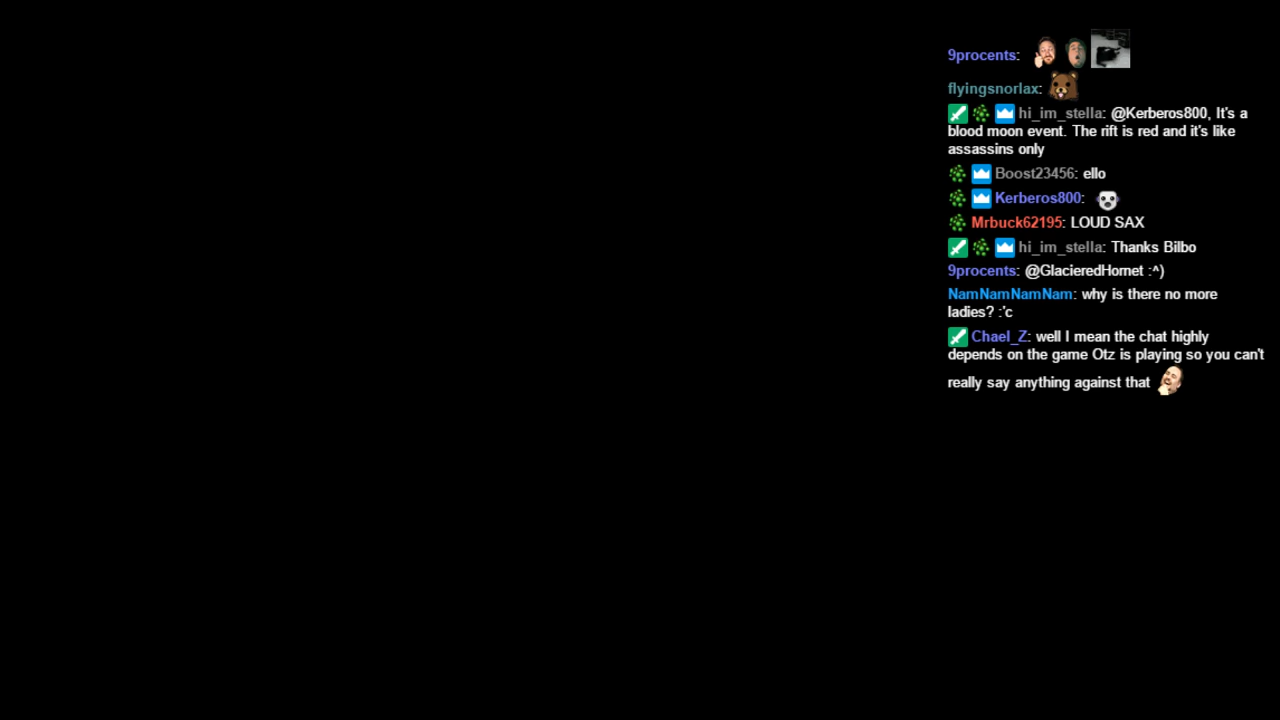 9procents:
flyingsnorlax:
hi_im_stella: @Kerberos800, It's a
blood moon event. The rift is red and it's like
assassins only
Boost23456: ello
Kerberos800:
Mrbuck62195: LOUD SAX
hi_im_stella: Thanks Bilbo
9procents: @GlacieredHornet :^)
NamNamNamNam: why is there no more
ladies? :'c
Chael_Z: well I mean the chat highly
depends on the game Otz is playing so you can't
really say anything against that